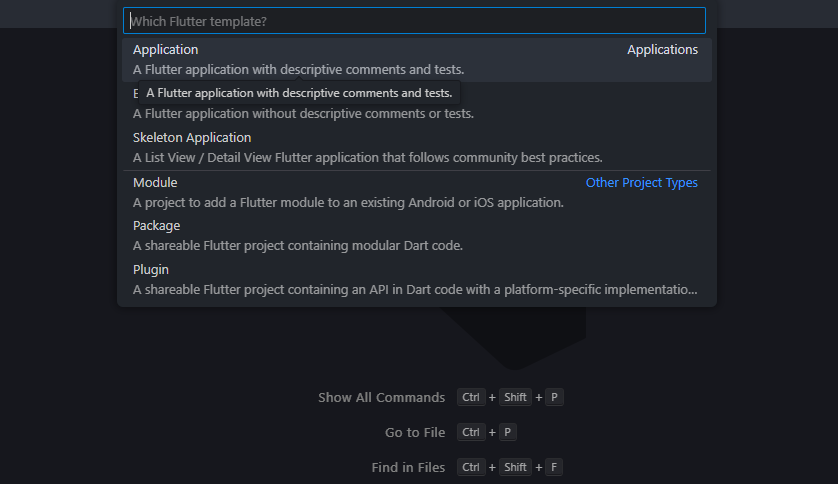 Which Flutter template?
Application Applications
A Flutter application with descriptive comments and tests.
A Flutter application with descriptive comments and tests.
A Flutter application without descriptive comments or tests.
Skeleton Application
A List View / Detail View Flutter application that follows community best practices.
Module Other Project Types
A project to add a Flutter module to an existing Android or iOS application.
Package
A shareable Flutter project containing modular Dart code.
Plugin
A shareable Flutter project containing an API in Dart code with a platform-specific implementatio...
Show All Commands Ctrl + Shift + P
Go to File Ctrl + P
Find in Files Ctrl + Shift + F